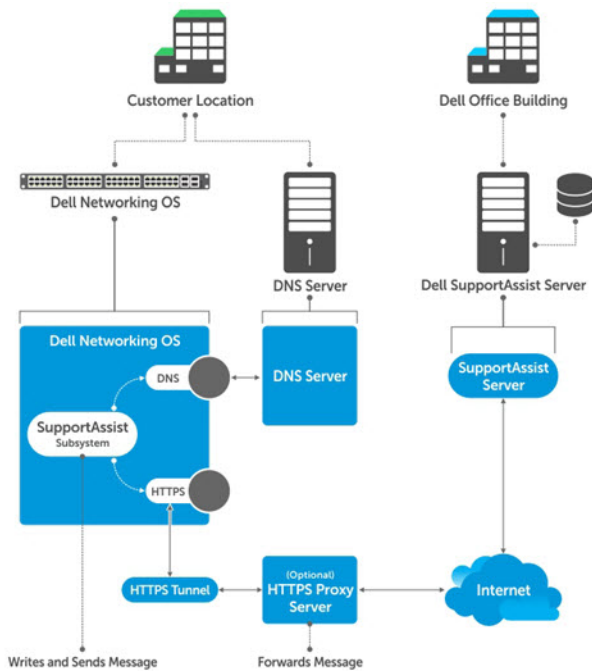 Customer Location
Dell Office Building
Dell Networking OS
DNS Server
Dell SupportAssist Server
Dell Networking OS
DNS
DNS Server
SupportAssist
Server
SupportAssist
Subsystem
HTTPS
HTTPS Tunnel
(Optional)
HTTPS Proxy
Server
Internet
Writes and Sends Message
Forwards Message